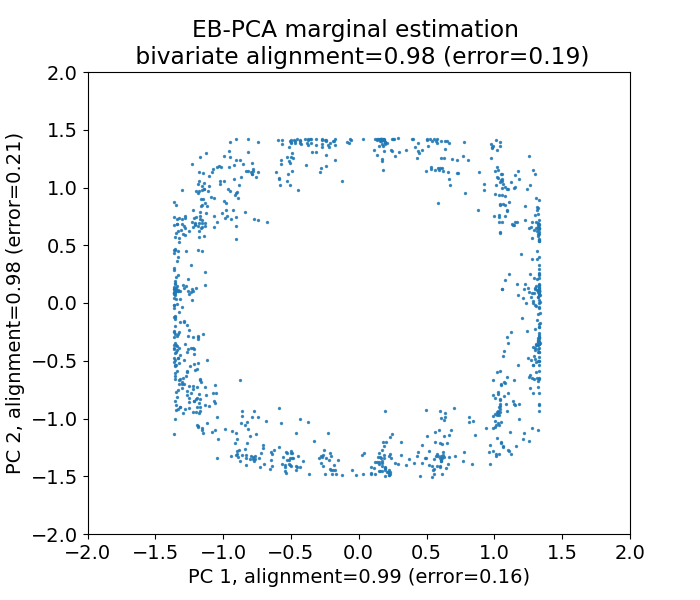 EB-PCA marginal estimation
bivariate alignment=0.98 (error=0.19)
2.0
1.5
1.0
0.5
0.0
−0.5
−1.0
−1.5
−2.0
PC 2, alignment=0.98 (error=0.21)
−2.0 −1.5 −1.0 −0.5 0.0 0.5 1.0 1.5 2.0
PC 1, alignment=0.99 (error=0.16)